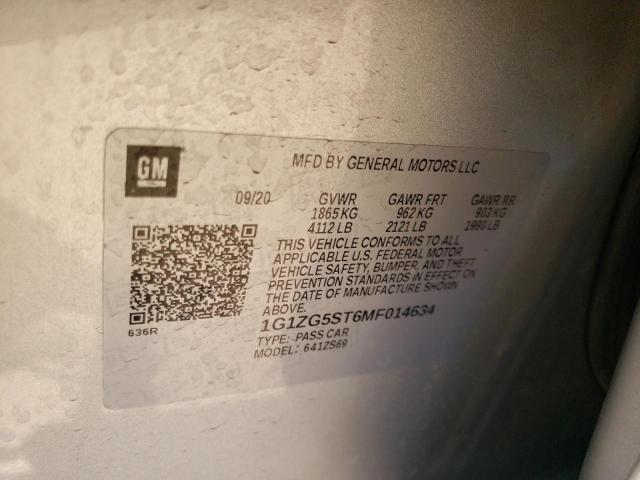 GM
MFD BY GENERAL MOTORS LLC
09/20 GVWR GAWR FRT GAWR RR
1865 KG 962 KG 903 KG
4112 LB 2121 LB 1990 LB
THIS VEHICLE CONFORMS TO ALL
APPLICABLE U.S. FEDERAL MOTOR
VEHICLE SAFETY, BUMPER, AND THEFT
PREVENTION STANDARDS IN EFFECT ON
THE DATE OF MANUFACTURE SHOWN
ABOVE.
636R
1G1ZG5ST6MF014634
TYPE: PASS CAR
MODEL: 641ZS69